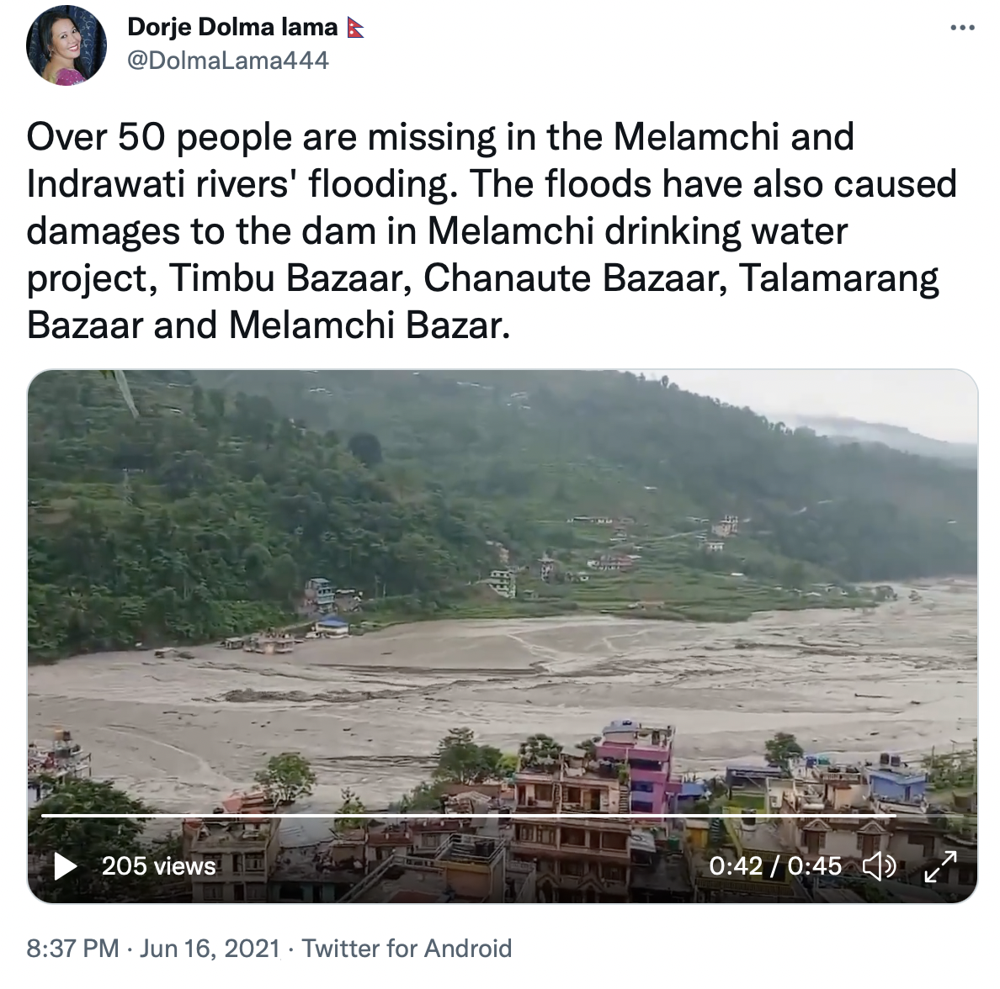 Dorje Dolma lama 🇳🇵
@DolmaLama444
Over 50 people are missing in the Melamchi and
Indrawati rivers' flooding. The floods have also caused
damages to the dam in Melamchi drinking water
project, Timbu Bazaar, Chanaute Bazaar, Talamarang
Bazaar and Melamchi Bazar.
205 views
0:42 / 0:45
8:37 PM · Jun 16, 2021 · Twitter for Android